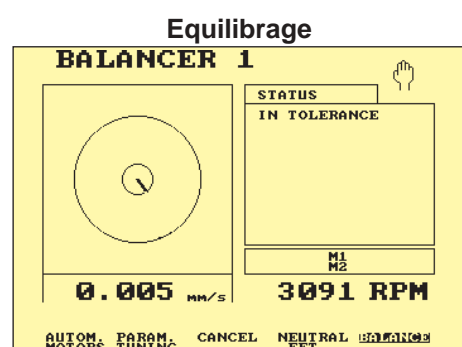 Equilibrage
BALANCER 1
STATUS
IN TOLERANCE
M1
M2
0.005 MM/S
3091 RPM
AUTOM. PARAM. CANCEL NEUTRAL BALANCE
MOTORS TUNING